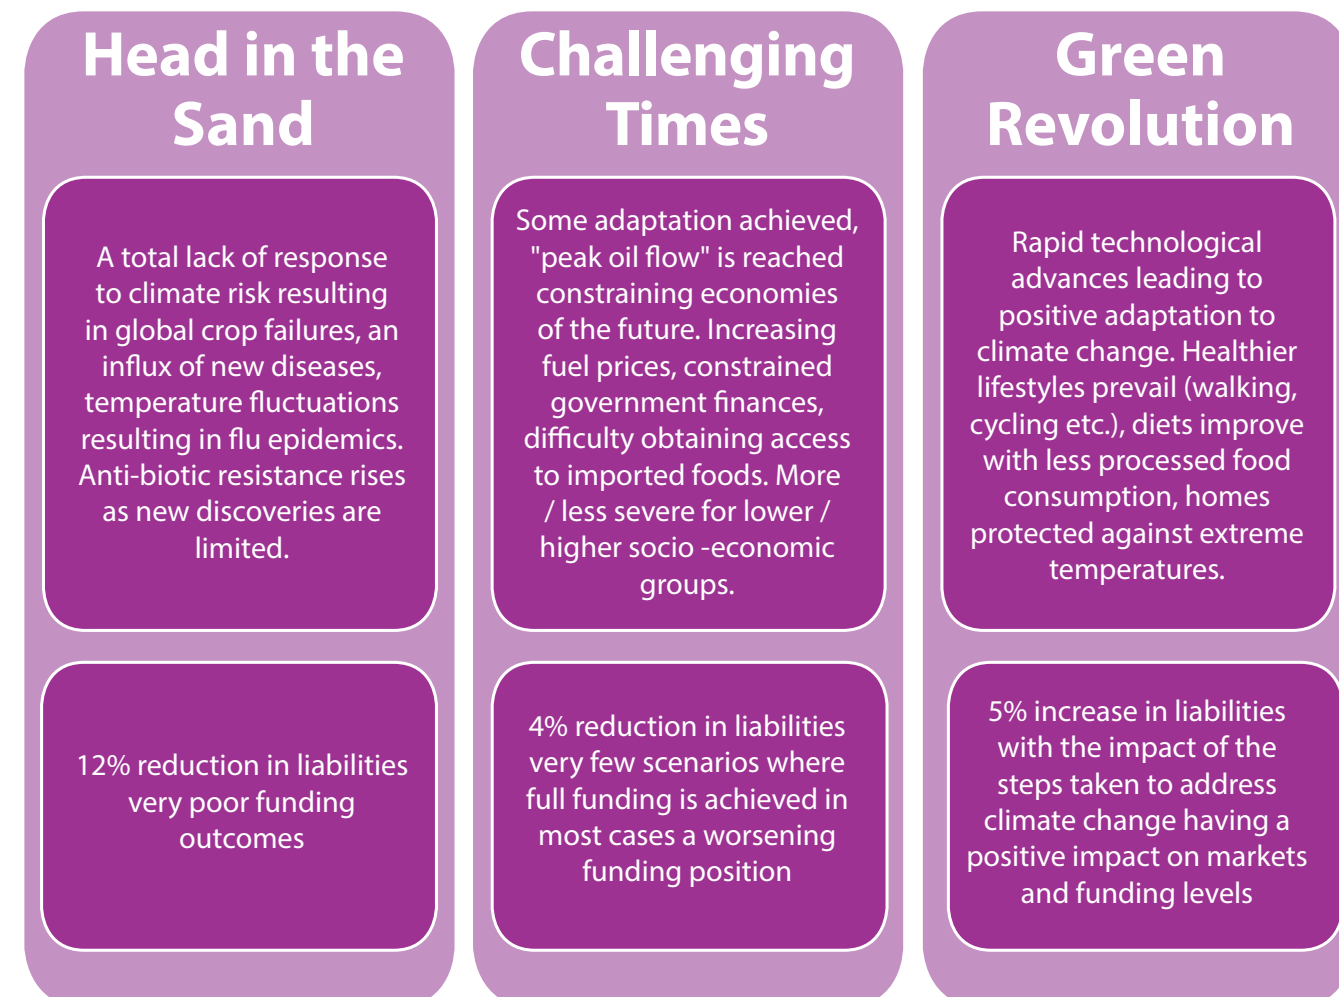 Head in the
Sand
A total lack of response
to climate risk resulting
in global crop failures, an
influx of new diseases,
temperature fluctuations
resulting in flu epidemics.
Anti-biotic resistance rises
as new discoveries are
limited.
12% reduction in liabilities
very poor funding
outcomes
Challenging
Times
Some adaptation achieved,
"peak oil flow" is reached
constraining economies
of the future. Increasing
fuel prices, constrained
government finances,
difficulty obtaining access
to imported foods. More
/ less severe for lower /
higher socio -economic
groups.
4% reduction in liabilities
very few scenarios where
full funding is achieved in
most cases a worsening
funding position
Green
Revolution
Rapid technological
advances leading to
positive adaptation to
climate change. Healthier
lifestyles prevail (walking,
cycling etc.), diets improve
with less processed food
consumption, homes
protected against extreme
temperatures.
5% increase in liabilities
with the impact of the
steps taken to address
climate change having a
positive impact on markets
and funding levels